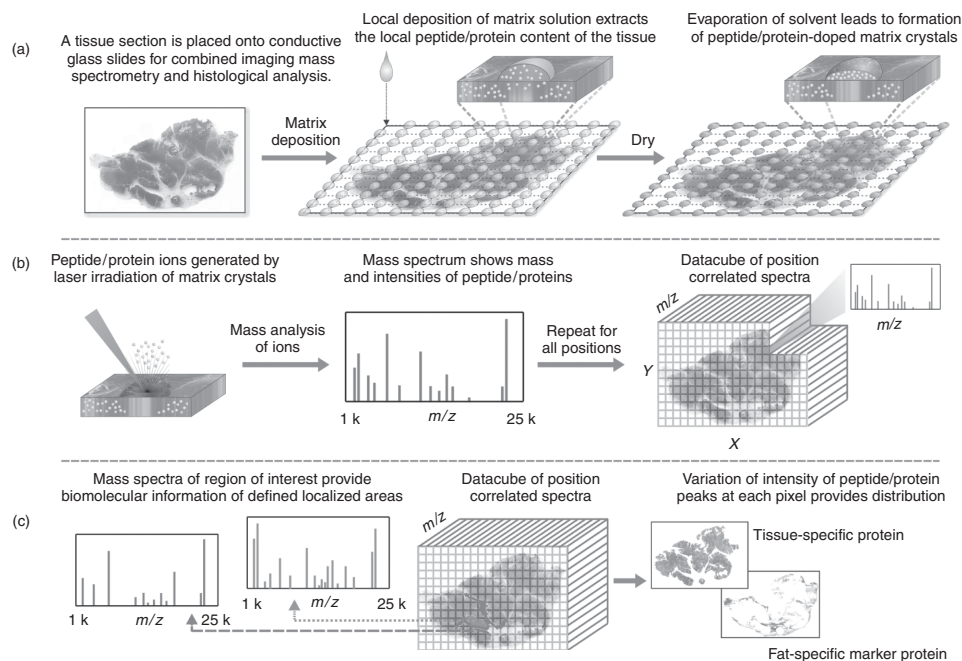 (a)
A tissue section is placed onto conductive
glass slides for combined imaging mass
spectrometry and histological analysis.
Local deposition of matrix solution extracts
the local peptide/protein content of the tissue
Evaporation of solvent leads to formation
of peptide/protein-doped matrix crystals
Matrix
deposition
Dry
(b)
Peptide/protein ions generated by
laser irradiation of matrix crystals
Mass analysis
of ions
Mass spectrum shows mass
and intensities of peptide/proteins
1 k
m/z
25 k
Repeat for
all positions
Datacube of position
correlated spectra
m/z
Y
X
m/z
(c)
Mass spectra of region of interest provide
biomolecular information of defined localized areas
1 k
m/z
25 k
1 k
m/z
25 k
Datacube of position
correlated spectra
m/z
Variation of intensity of peptide/protein
peaks at each pixel provides distribution
Tissue-specific protein
Fat-specific marker protein